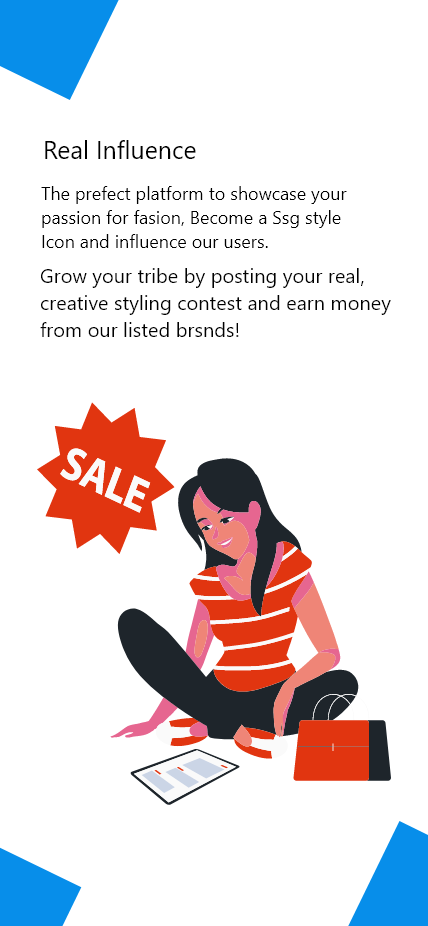 Real Influence
The prefect platform to showcase your
passion for fasion, Become a Ssg style
Icon and influence our users.
Grow your tribe by posting your real,
creative styling contest and earn money
from our listed brsnds!
SALE